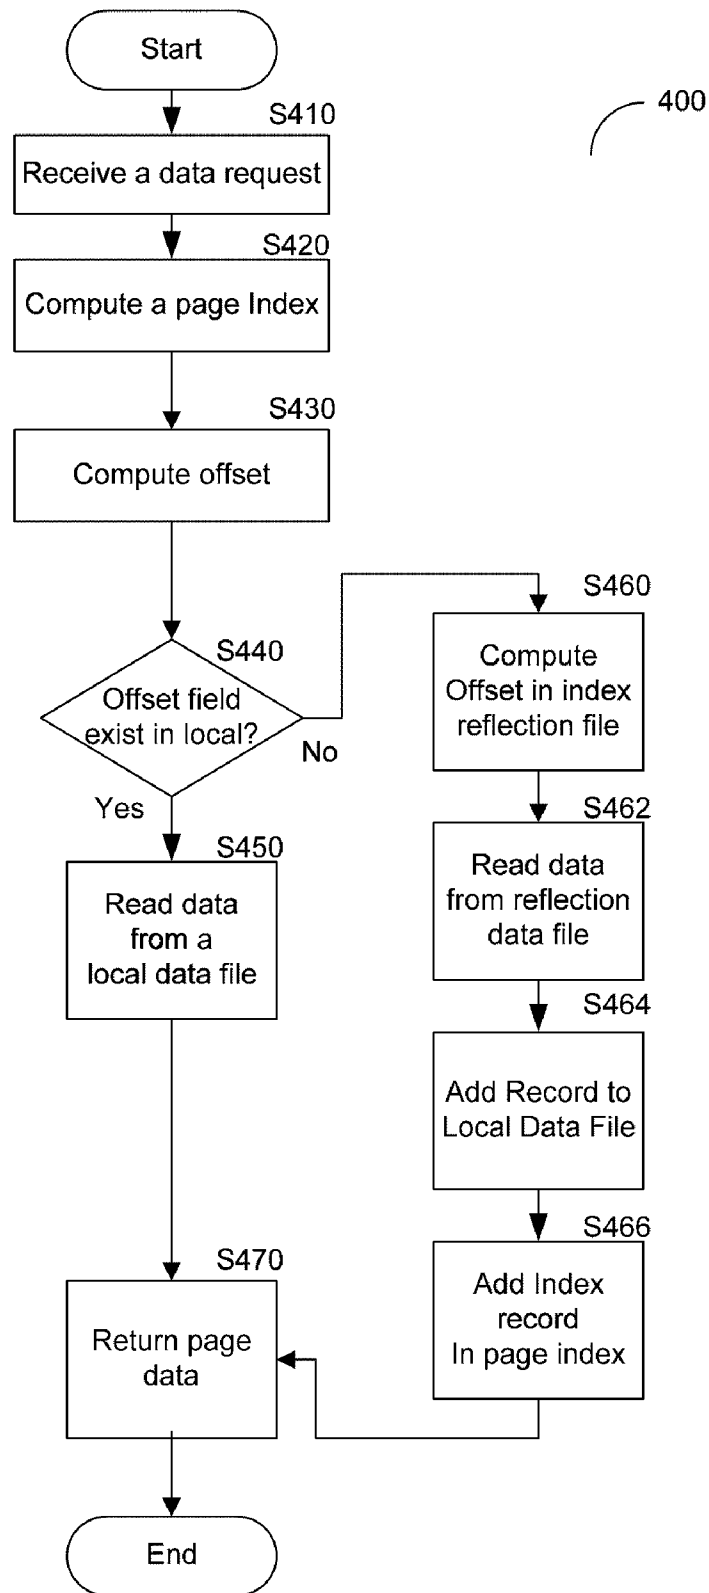 Start
400
S410
Receive a data request
S420
Compute a page Index
S430
Compute offset
S440
Offset field
exist in local?
No
Yes
S450
Read data
from a
local data file
S460
Compute
Offset in index
reflection file
S462
Read data
from reflection
data file
S464
Add Record to
Local Data File
S466
Add Index
record
In page index
S470
Return page
data
End